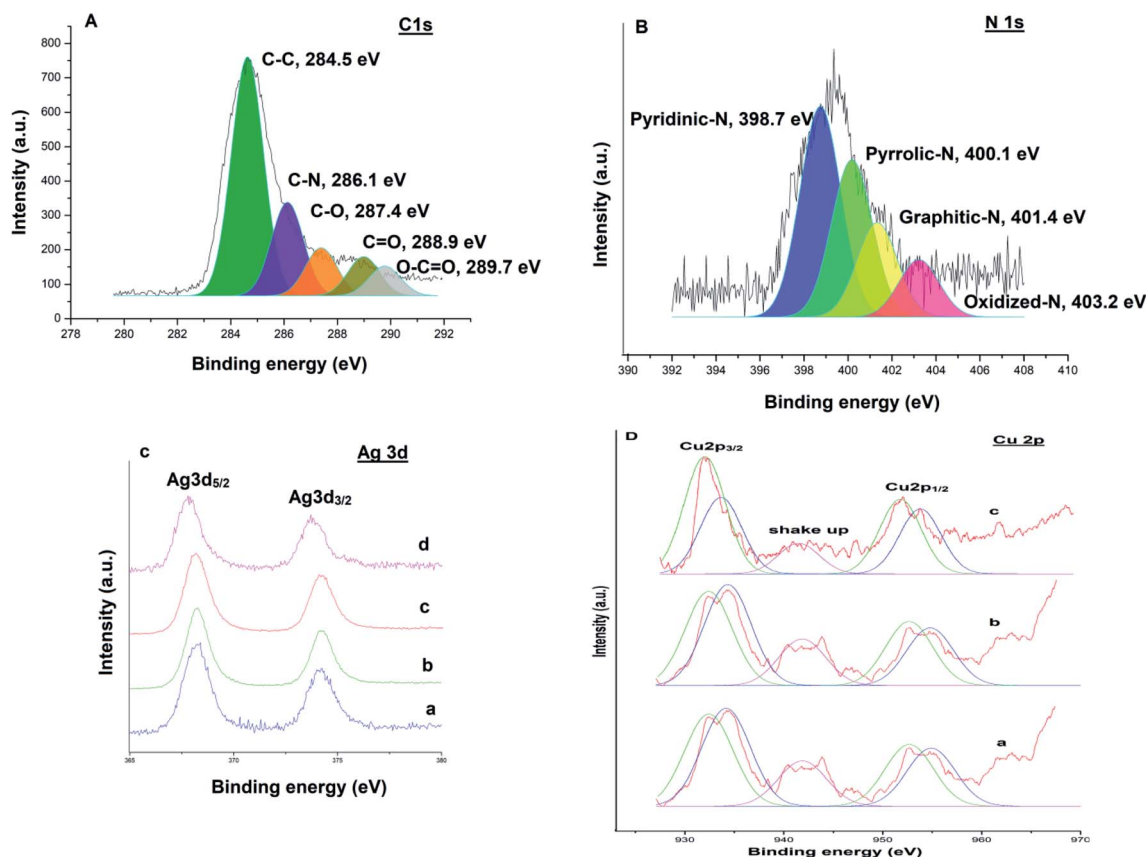 A
C1s
800
700
600
500
400
300
200
100
0
C-C, 284.5 eV
C-N, 286.1 eV
C-O, 287.4 eV
C=O, 288.9 eV
O-C=O, 289.7 eV
278 280 282 284 286 288 290 292
Intensity (a.u.)
Binding energy (eV)
B
N 1s
Pyridinic-N, 398.7 eV
Pyrrolic-N, 400.1 eV
Graphitic-N, 401.4 eV
Oxidized-N, 403.2 eV
390 392 394 396 398 400 402 404 406 408 410
Intensity (a.u.)
Binding energy (eV)
c
Ag 3d
Ag3d5/2
Ag3d3/2
d
c
b
a
365 370 375 380
Intensity (a.u.)
Binding energy (eV)
D
Cu 2p
Cu2p3/2
Cu2p1/2
shake up
c
b
a
930 940 950 960 970
Intensity (a.u.)
Binding energy (eV)